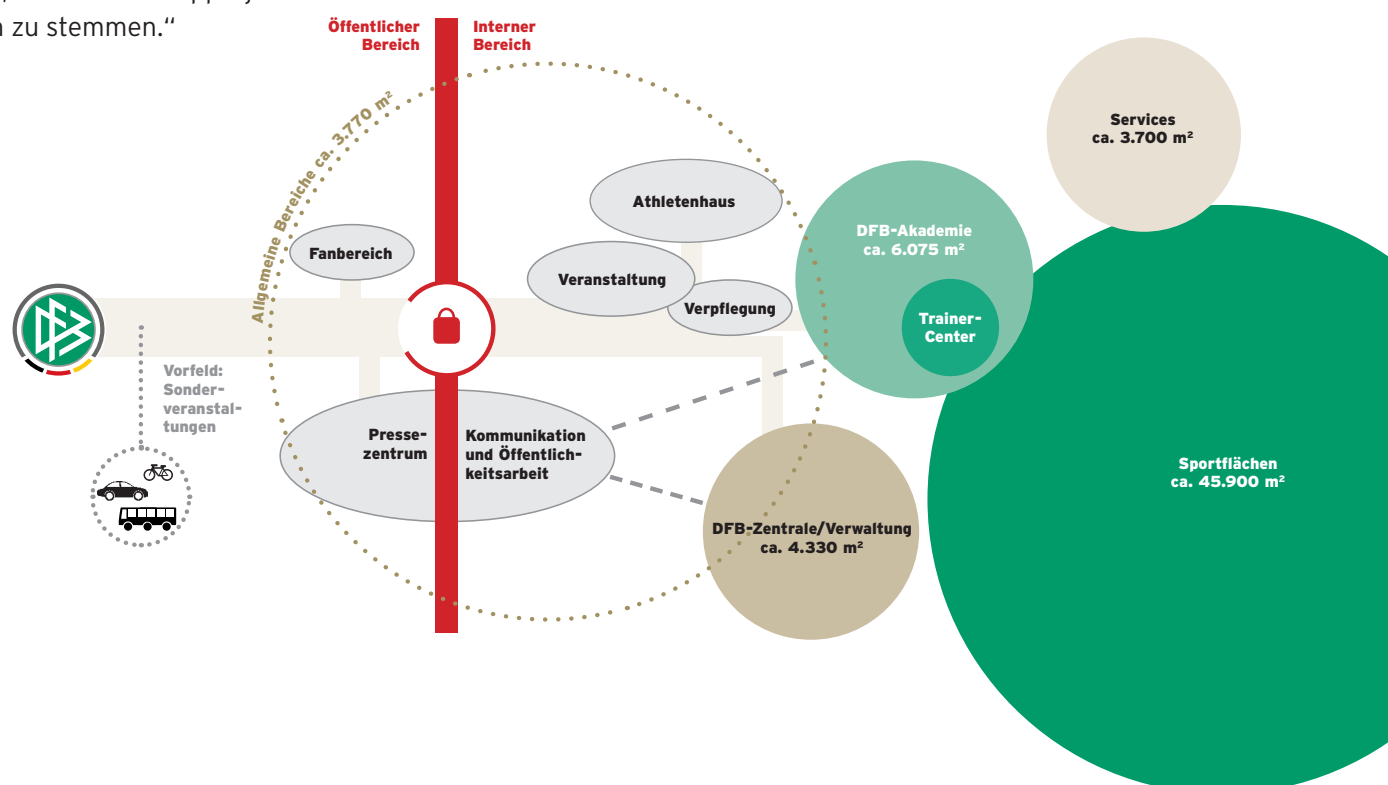 n zu stemmen.“
Öffentlicher
Bereich
Interner
Bereich
Allgemeine Bereiche ca. 3.770 m²
Services
ca. 3.700 m²
Athletenhaus
DFB-Akademie
ca. 6.075 m²
Fanbereich
Veranstaltung
Verpflegung
Trainer-
Center
DFB
Vorfeld:
Sonder-
veranstal-
tungen
Presse-
zentrum
Kommunikation
und Öffentlich-
keitsarbeit
Sportflächen
ca. 45.900 m²
DFB-Zentrale/Verwaltung
ca. 4.330 m²